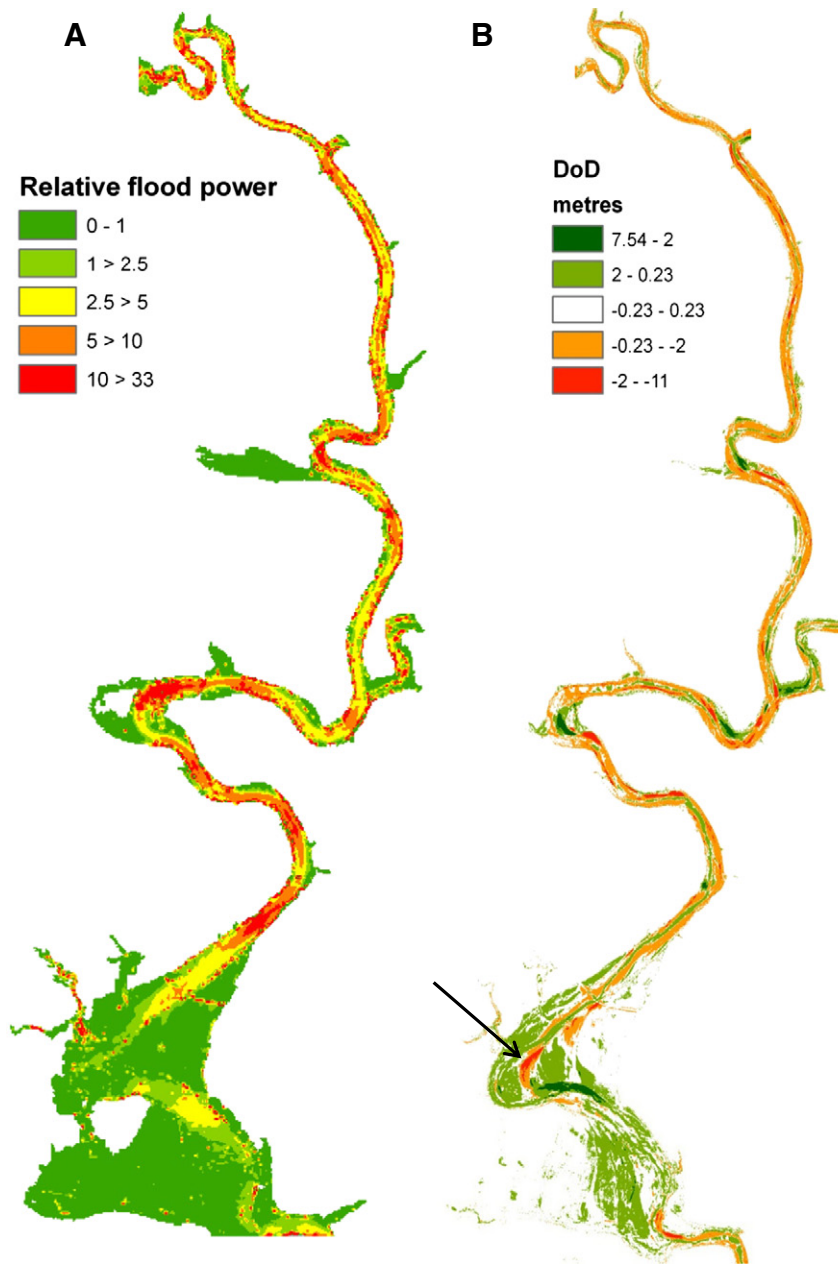 A
B
Relative flood power
0 - 1
1 > 2.5
2.5 > 5
5 > 10
10 > 33
DoD
metres
7.54 - 2
2 - 0.23
-0.23 - 0.23
-0.23 - -2
-2 - -11